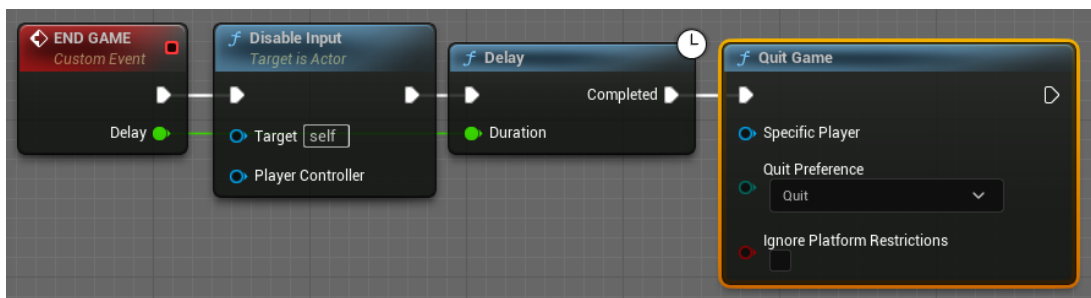 END GAME
Custom Event
Delay
Disable Input
Target is Actor
Target self
Player Controller
Delay
Completed
Duration
Quit Game
Specific Player
Quit Preference
Quit
Ignore Platform Restrictions